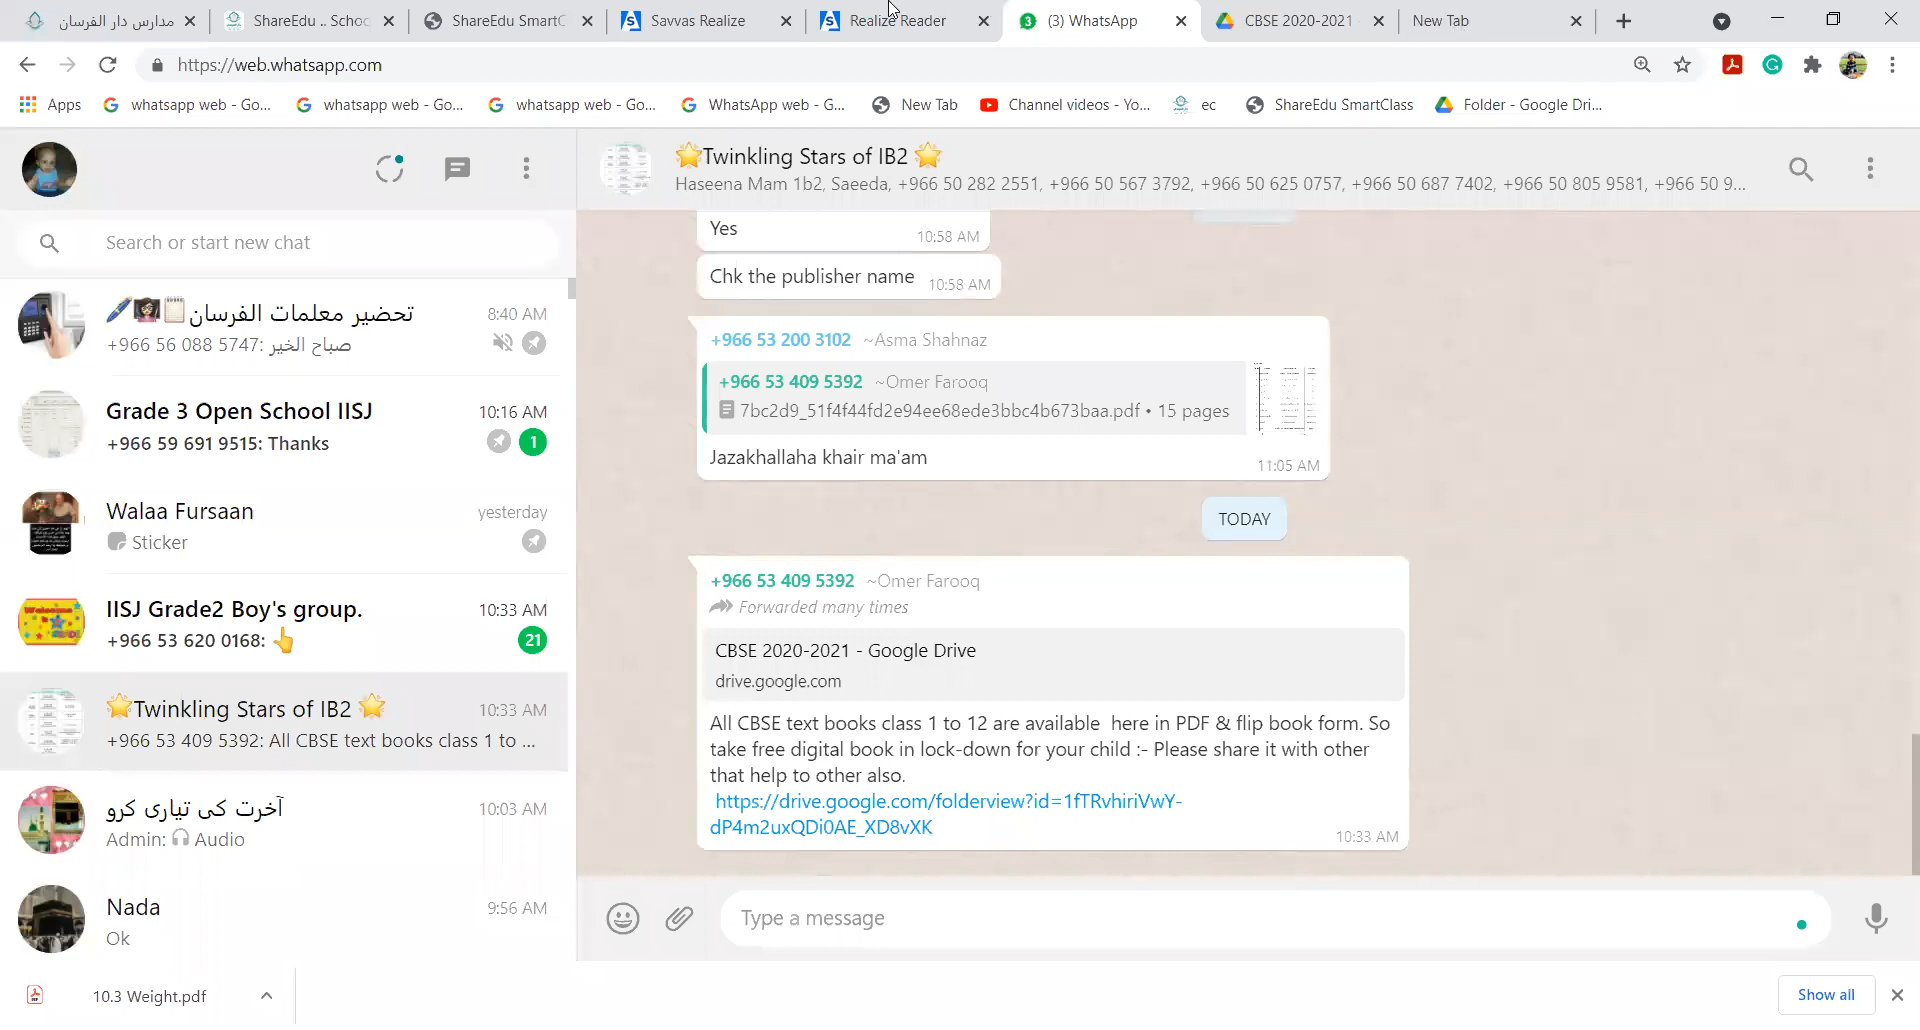 مدارس دار الفرسان
ShareEdu .. Schoo
ShareEdu SmartC
Savvas Realize
Realize Reader
(3) WhatsApp
CBSE 2020-2021
New Tab
https://web.whatsapp.com
Apps
whatsapp web - Go...
whatsapp web - Go...
whatsapp web - Go...
WhatsApp web - G...
New Tab
Channel videos - Yo...
ec
ShareEdu SmartClass
Folder - Google Dri...
Search or start new chat
تحضير معلمات الفرسان🗒👩🏻‍🏫🖊
8:40 AM
+966 56 088 5747: صباح الخير
Grade 3 Open School IISJ
10:16 AM
+966 59 691 9515: Thanks
1
Walaa Fursaan
yesterday
Sticker
IISJ Grade2 Boy's group.
10:33 AM
+966 53 620 0168: 👆
21
🌟Twinkling Stars of IB2 🌟
10:33 AM
+966 53 409 5392: All CBSE text books class 1 to ...
آخرت کی تیاری کرو
10:03 AM
Admin: 🎧 Audio
Nada
9:56 AM
Ok
🌟Twinkling Stars of IB2 🌟
Haseena Mam 1b2, Saeeda, +966 50 282 2551, +966 50 567 3792, +966 50 625 0757, +966 50 687 7402, +966 50 805 9581, +966 50 9...
Yes
10:58 AM
Chk the publisher name
10:58 AM
+966 53 200 3102 ~Asma Shahnaz
+966 53 409 5392 ~Omer Farooq
7bc2d9_51f4f44fd2e94ee68ede3bbc4b673baa.pdf • 15 pages
Jazakhallaha khair ma'am
11:05 AM
TODAY
+966 53 409 5392 ~Omer Farooq
Forwarded many times
CBSE 2020-2021 - Google Drive
drive.google.com
All CBSE text books class 1 to 12 are available here in PDF & flip book form. So
take free digital book in lock-down for your child :- Please share it with other
that help to other also.
https://drive.google.com/folderview?id=1fTRvhiriVwY-
dP4m2uxQDi0AE_XD8vXK
10:33 AM
Type a message
10.3 Weight.pdf
Show all